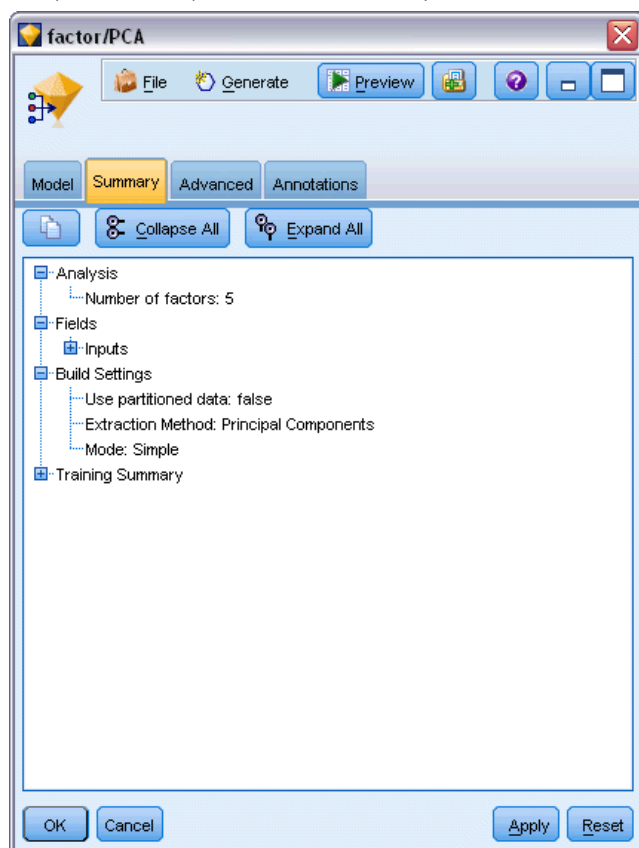 factor/PCA
File Generate Preview
Model Summary Advanced Annotations
Collapse All Expand All
Analysis
Number of factors: 5
Fields
Inputs
Build Settings
Use partitioned data: false
Extraction Method: Principal Components
Mode: Simple
Training Summary
OK Cancel Apply Reset